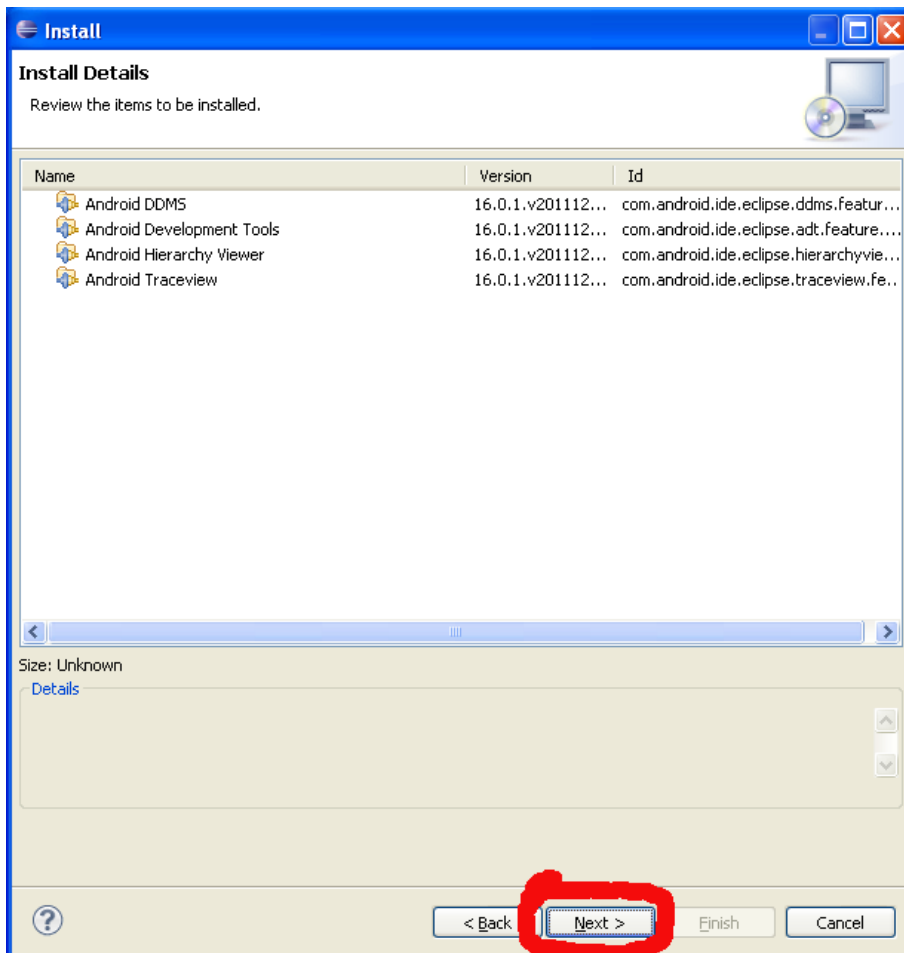 Install
Install Details
Review the items to be installed.
Name Version Id
Android DDMS 16.0.1.v201112... com.android.ide.eclipse.ddms.featur...
Android Development Tools 16.0.1.v201112... com.android.ide.eclipse.adt.feature....
Android Hierarchy Viewer 16.0.1.v201112... com.android.ide.eclipse.hierarchyvie...
Android Traceview 16.0.1.v201112... com.android.ide.eclipse.traceview.fe..
Size: Unknown
Details
< Back Next > Finish Cancel